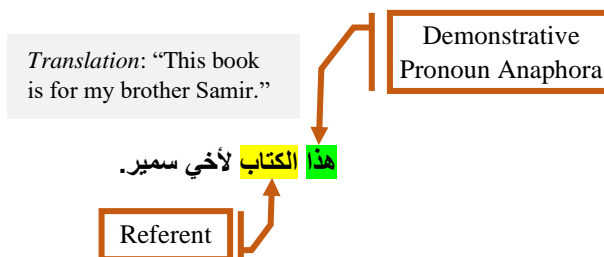 Demonstrative
Pronoun Anaphora
Translation: “This book
is for my brother Samir.”
هذا الكتاب لأخي سمير.
Referent